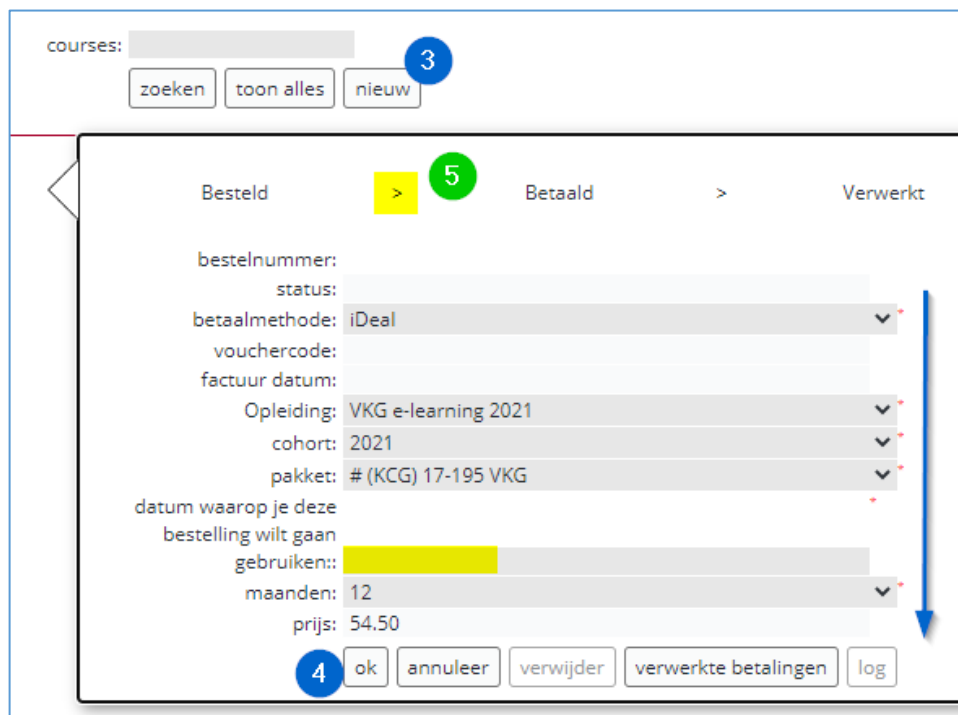 courses:
3
zoeken toon alles nieuw
Besteld > 5 Betaald > Verwerkt
bestelnummer:
status:
betaalmethode: iDeal *
vouchercode:
factuur datum:
Opleiding: VKG e-learning 2021 *
cohort: 2021 *
pakket: # (KCG) 17-195 VKG *
datum waarop je deze *
bestelling wilt gaan
gebruiken::
maanden: 12 *
prijs: 54.50
4 ok annuleer verwijder verwerkte betalingen log